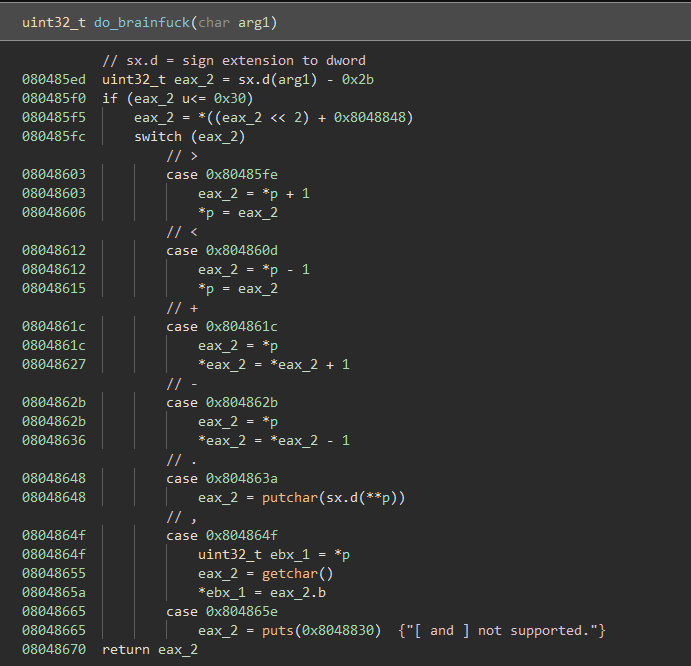 uint32_t do_brainfuck(char arg1)
// sx.d = sign extension to dword
080485ed uint32_t eax_2 = sx.d(arg1) - 0x2b
080485f0 if (eax_2 u<= 0x30)
080485f5 eax_2 = *((eax_2 << 2) + 0x8048848)
080485fc switch (eax_2)
// >
08048603 case 0x80485fe
08048603 eax_2 = *p + 1
08048606 *p = eax_2
// <
08048612 case 0x804860d
08048612 eax_2 = *p - 1
08048615 *p = eax_2
// +
0804861c case 0x804861c
0804861c eax_2 = *p
08048627 *eax_2 = *eax_2 + 1
// -
0804862b case 0x804862b
0804862b eax_2 = *p
08048636 *eax_2 = *eax_2 - 1
// .
08048648 case 0x804863a
08048648 eax_2 = putchar(sx.d(**p))
// ,
0804864f case 0x804864f
0804864f uint32_t ebx_1 = *p
08048655 eax_2 = getchar()
0804865a *ebx_1 = eax_2.b
08048665 case 0x804865e
08048665 eax_2 = puts(0x8048830) {"[ and ] not supported."}
08048670 return eax_2